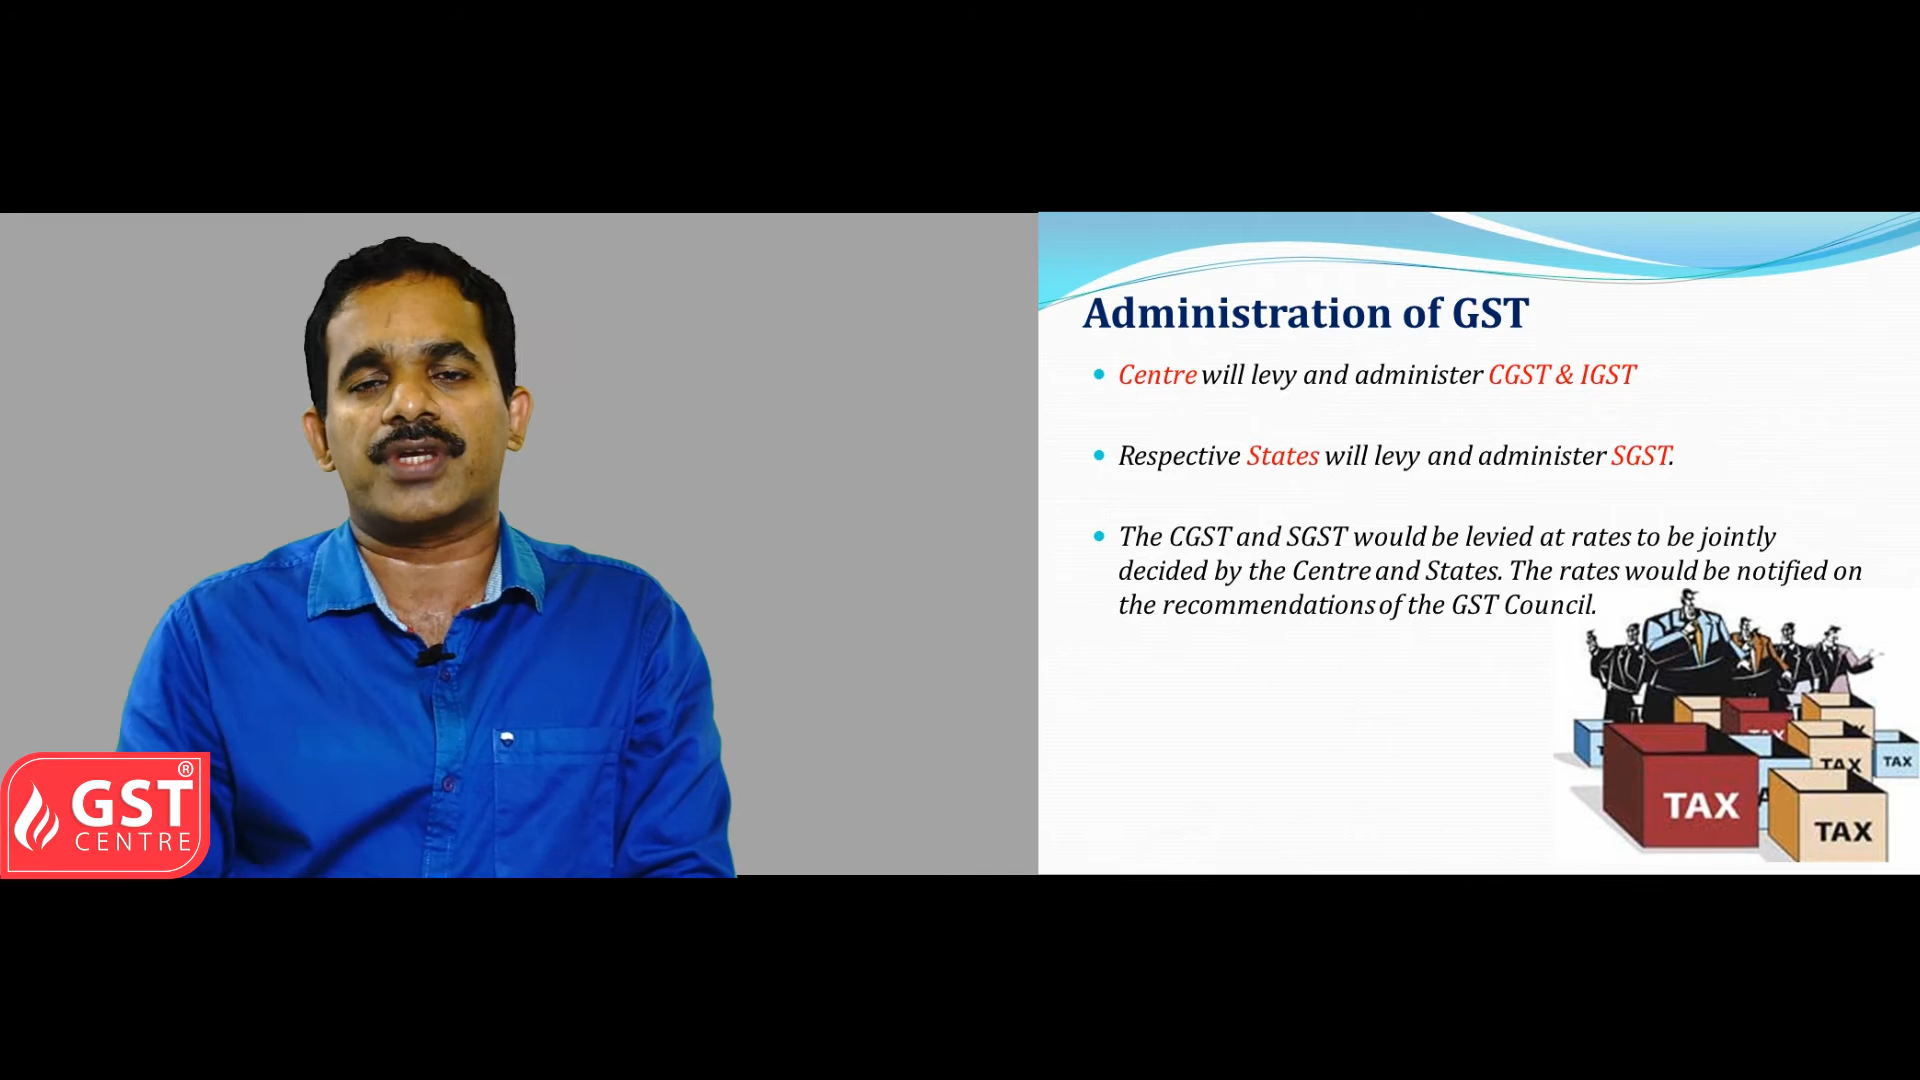 Administration of GST
Centre will levy and administer CGST & IGST
Respective States will levy and administer SGST.
The CGST and SGST would be levied at rates to be jointly
decided by the Centre and States. The rates would be notified on
the recommendations of the GST Council.
TAX
TAX
TAX
TAX
GST®
CENTRE